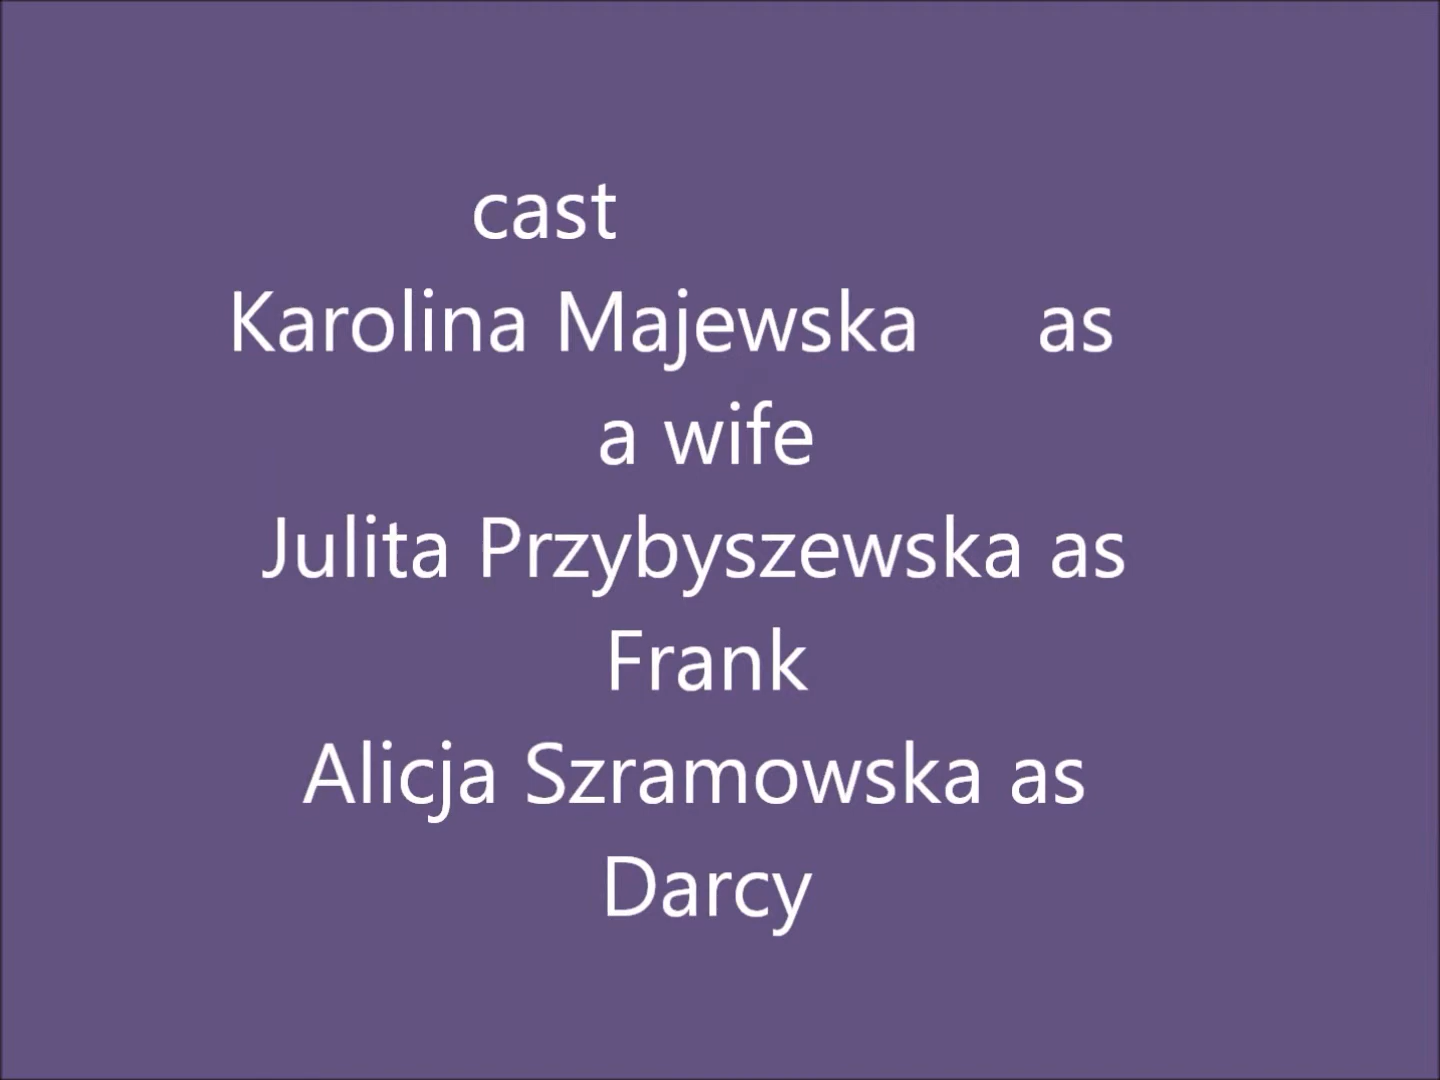 cast
Karolina Majewska as
a wife
Julita Przybyszewska as
Frank
Alicja Szramowska as
Darcy